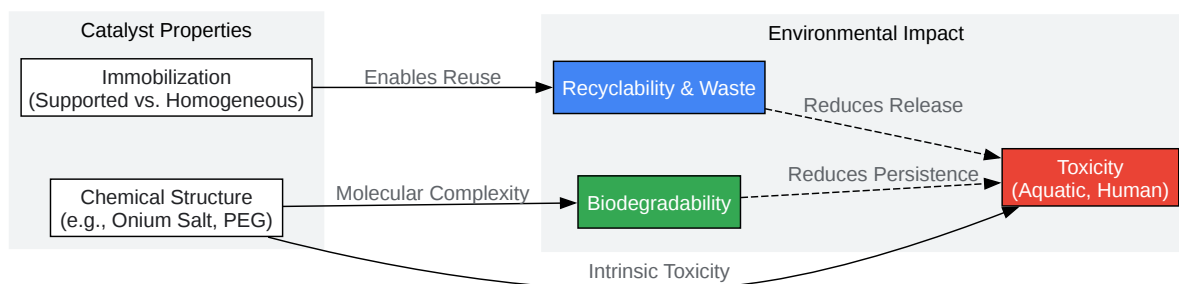 Catalyst Properties
Environmental Impact
Immobilization
(Supported vs. Homogeneous)
Enables Reuse
Recyclability & Waste
Reduces Release
Chemical Structure
(e.g., Onium Salt, PEG)
Molecular Complexity
Biodegradability
Reduces Persistence
Toxicity
(Aquatic, Human)
Intrinsic Toxicity